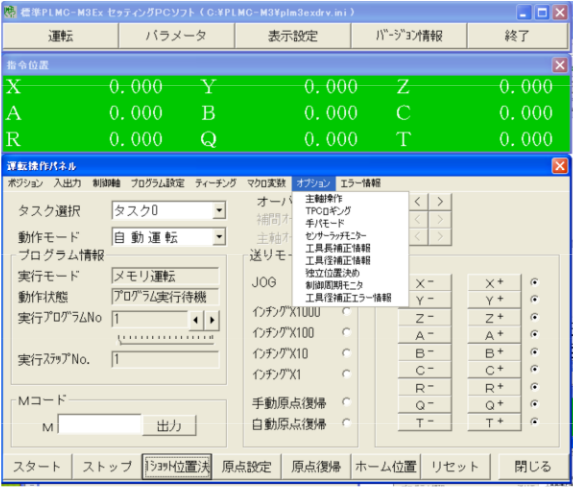 標準PLMC-M3Ex セッティングPCソフト ( C:¥PLMC-M3¥plm3exdrv.ini )
運転 パラメータ 表示設定 バージョン情報 終了
指令位置
X 0.000 Y 0.000 Z 0.000
A 0.000 B 0.000 C 0.000
R 0.000 Q 0.000 T 0.000
運転操作パネル
ポジション 入出力 制御軸 プログラム設定 ティーチング マクロ変数 オプション エラー情報
主軸操作
TPCロギング
手パモード
センサーラッチモニター
工具長補正情報
工具径補正情報
独立位置決め
制御周期モニタ
工具径補正エラー情報
タスク選択 タスク0
動作モード 自動運転
オーバ < >
補間オ < >
主軸オ < >
プログラム情報
実行モード メモリ運転
動作状態 プログラム実行待機
実行プログラムNo 1
実行ステップNo. 1
Mコード
M 出力
送りモー
JOG
インチングX1000
インチングX100
インチングX10
インチングX1
手動原点復帰
自動原点復帰
X- X+
Y- Y+
Z- Z+
A- A+
B- B+
C- C+
R- R+
Q- Q+
T- T+
スタート ストップ 1ショット位置決 原点設定 原点復帰 ホーム位置 リセット 閉じる